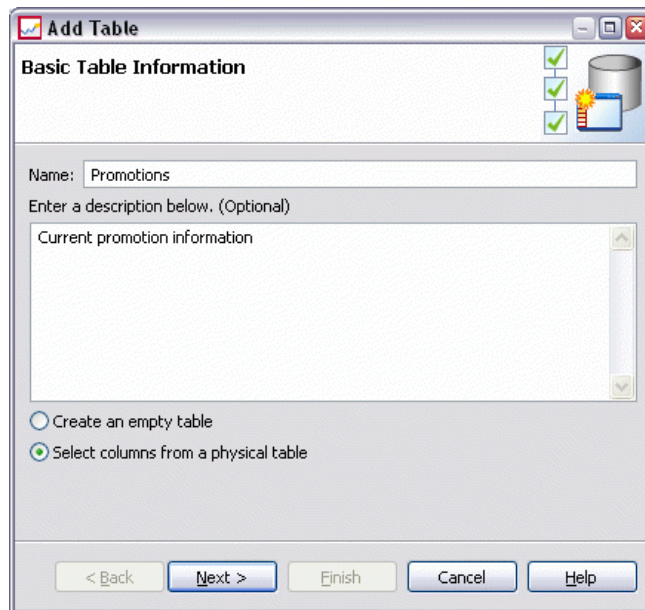 Add Table
Basic Table Information
Name: Promotions
Enter a description below. (Optional)
Current promotion information
Create an empty table
Select columns from a physical table
< Back Next > Finish Cancel Help